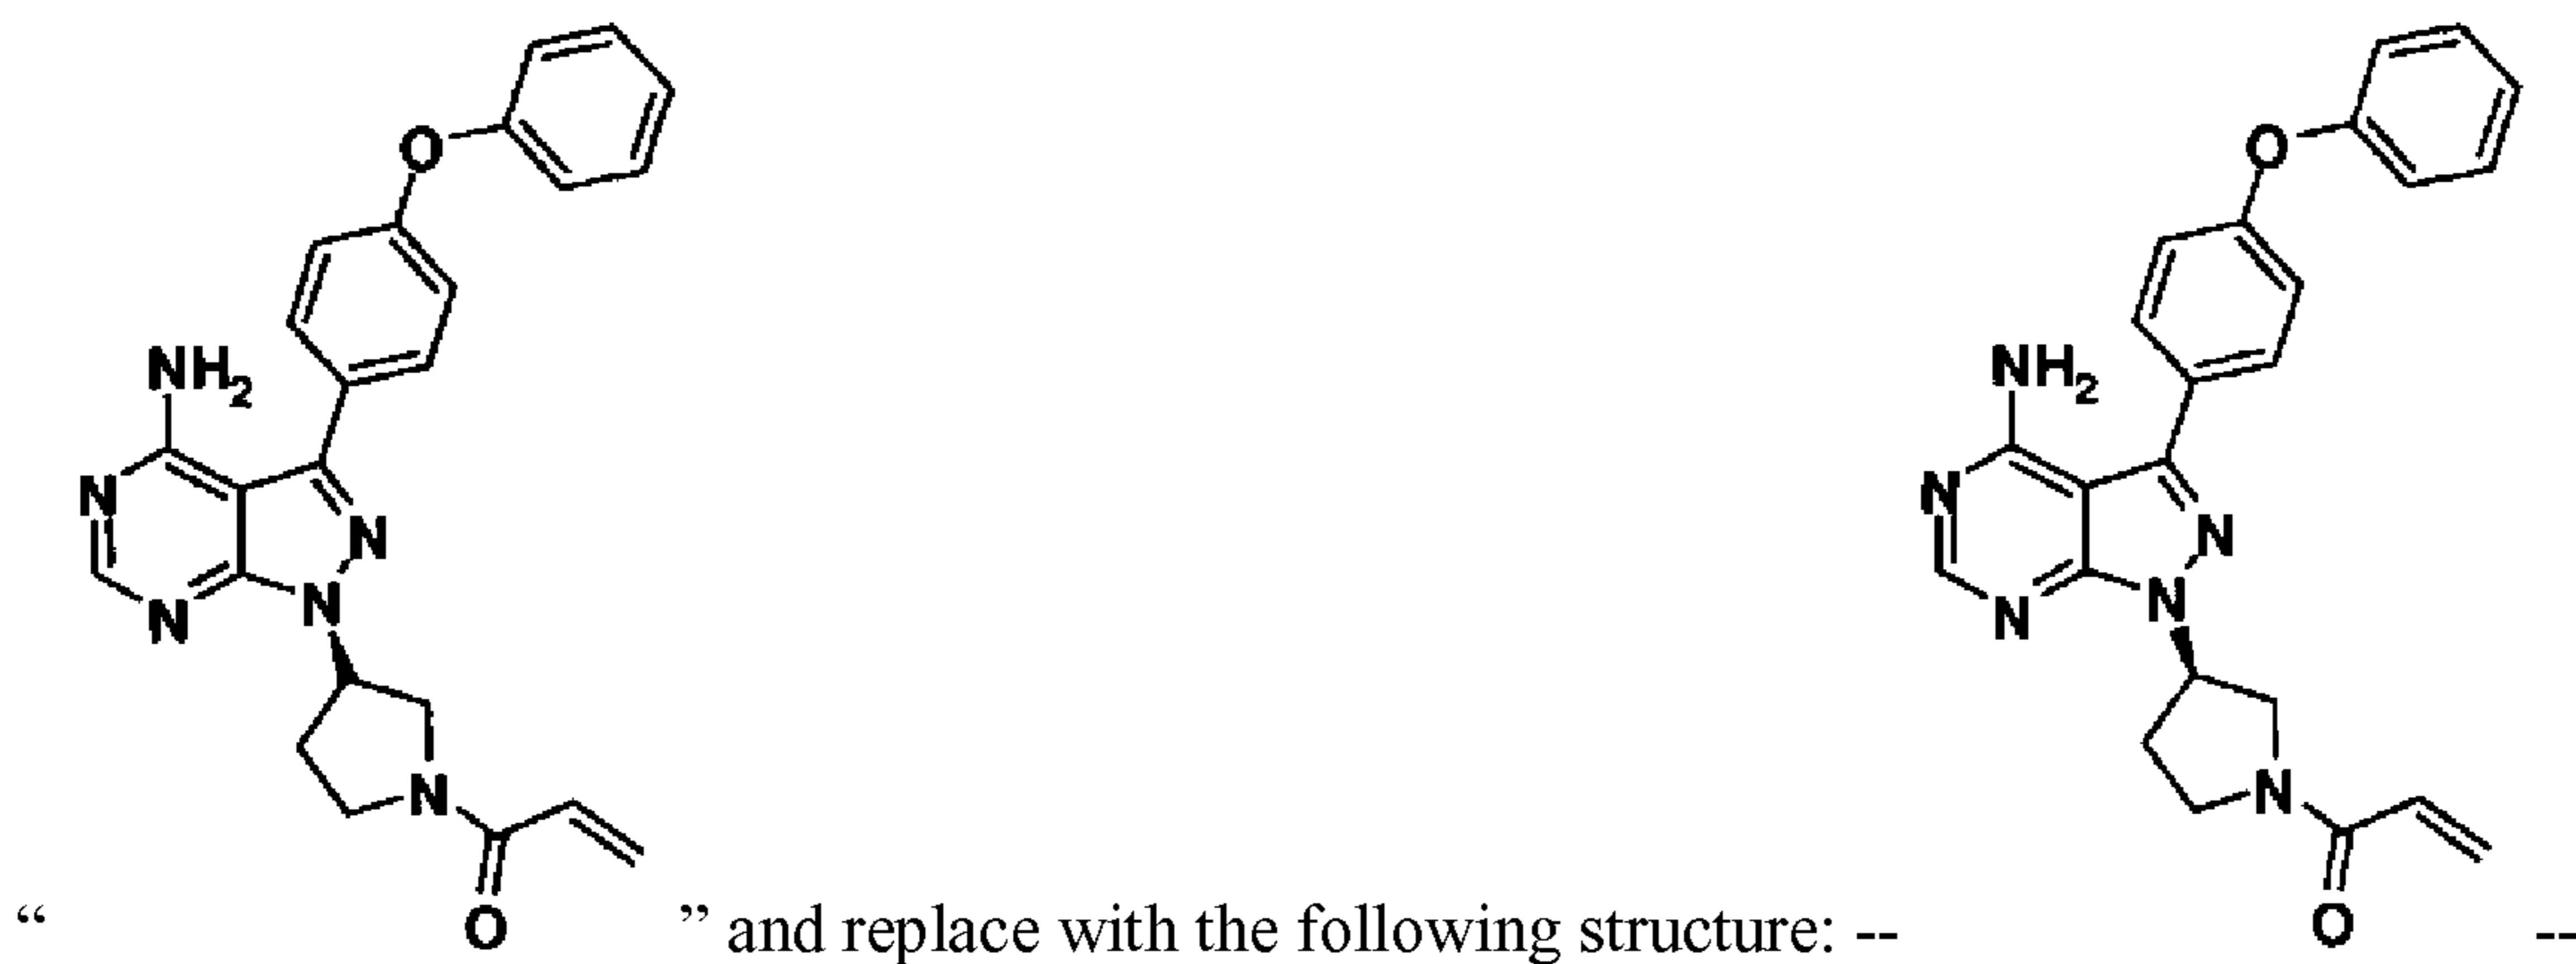 O
NH2
N
N
N
N
N
O
O
NH2
N
N
N
N
N
O
“ ” and replace with the following structure: -- --